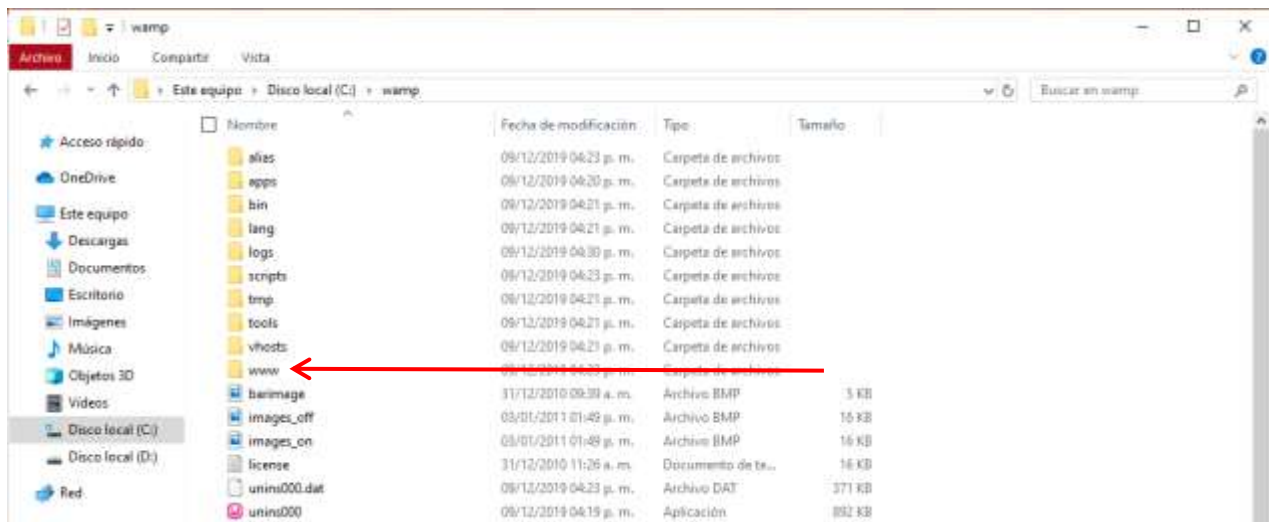 wamp
Archivo Inicio Compartir Vista
Este equipo Disco local (C:) wamp Buscar en wamp
Nombre Fecha de modificación Tipo Tamaño
Acceso rápido
alias 09/12/2019 04:23 p. m. Carpeta de archivos
OneDrive apps 09/12/2019 04:20 p. m. Carpeta de archivos
bin 09/12/2019 04:21 p. m. Carpeta de archivos
Este equipo
lang 09/12/2019 04:21 p. m. Carpeta de archivos
Descargas
logs 09/12/2019 04:30 p. m. Carpeta de archivos
Documentos
scripts 09/12/2019 04:23 p. m. Carpeta de archivos
Escritorio
tmp 09/12/2019 04:21 p. m. Carpeta de archivos
Imágenes tools 09/12/2019 04:21 p. m. Carpeta de archivos
Música vhosts 09/12/2019 04:21 p. m. Carpeta de archivos
Objetos 3D www
barimage 31/12/2010 09:39 a. m. Archivo BMP 5 KB
Vídeos
images_off 03/01/2011 01:49 p. m. Archivo BMP 16 KB
Disco local (C:)
images_on 03/01/2011 01:49 p. m. Archivo BMP 16 KB
Disco local (D:) license 31/12/2010 11:26 a. m. Documento de te... 16 KB
Red unins000.dat 09/12/2019 04:23 p. m. Archivo DAT 371 KB
unins000 09/12/2019 04:19 p. m. Aplicación 892 KB